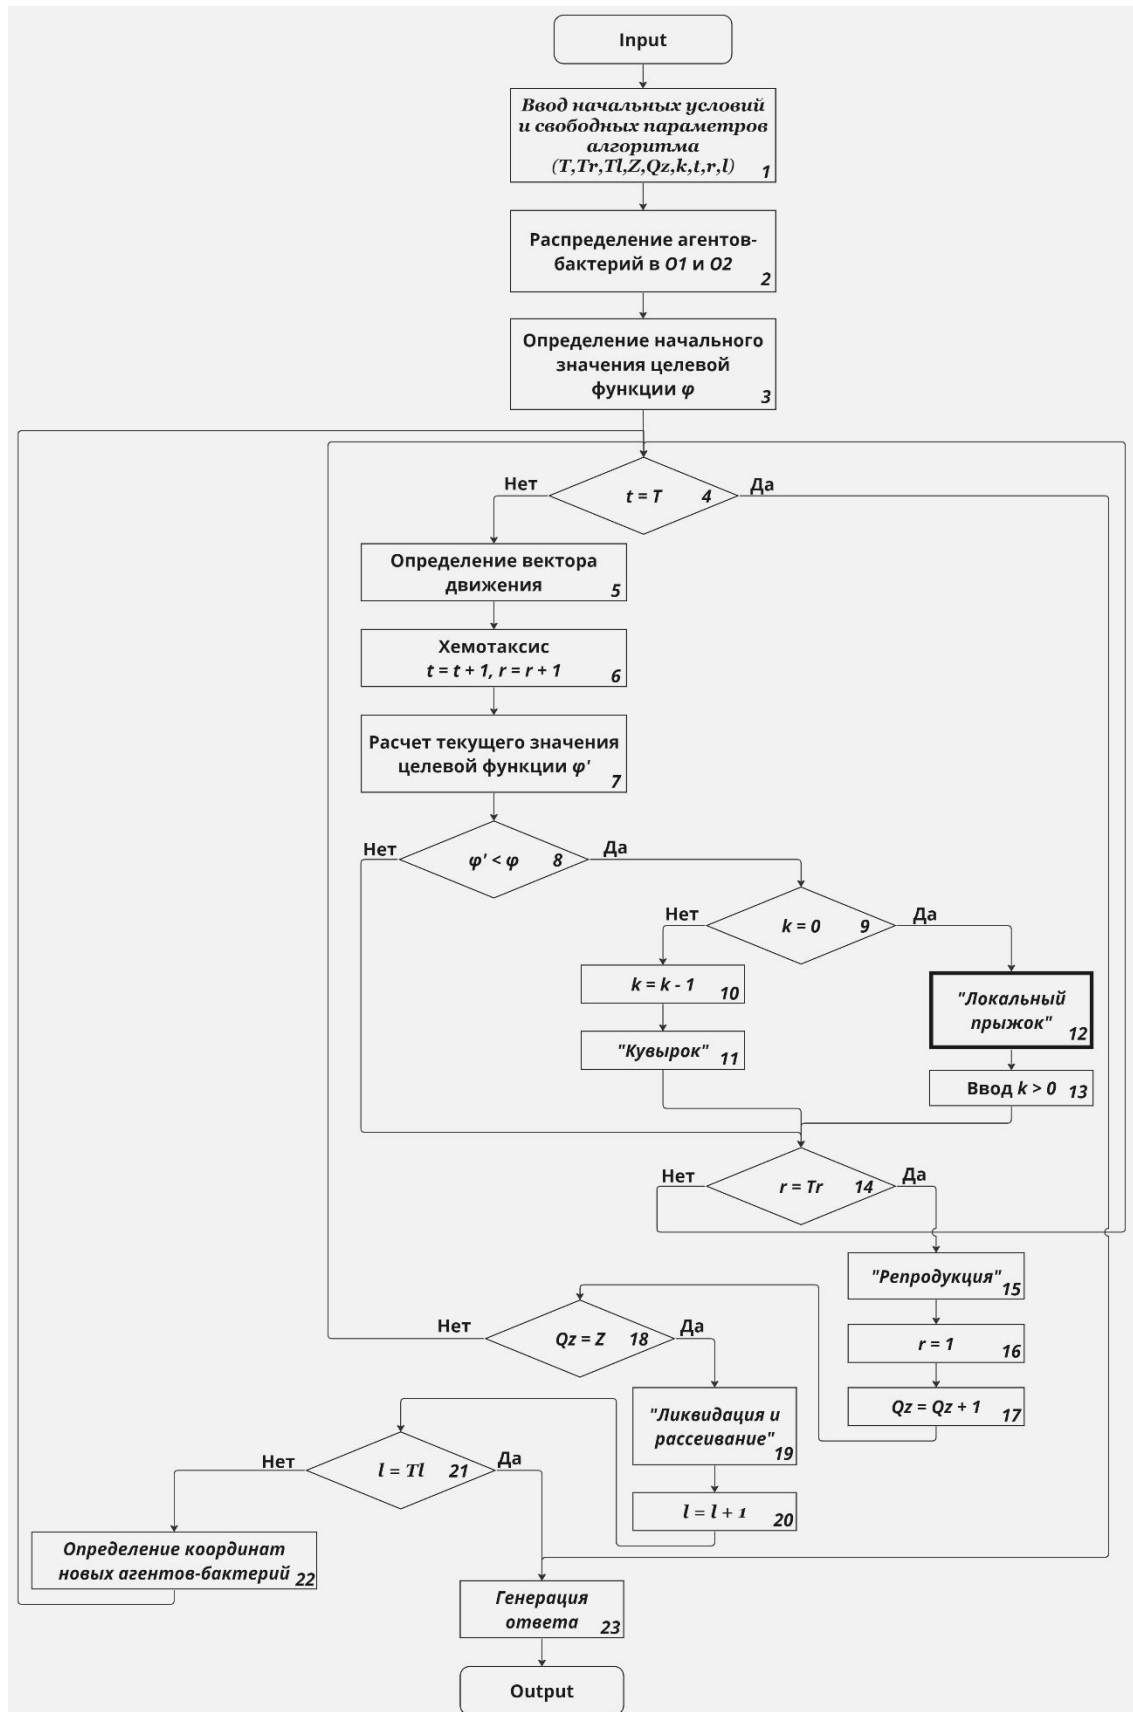 Input
Ввод начальных условий
и свободных параметров
алгоритма
(T,Tr,Tl,Z,Qz,k,t,r,l)
1
Распределение агентов-
бактерий в O1 и O2
2
Определение начального
значения целевой
функции φ
3
Нет
t = T
4
Да
Определение вектора
движения
5
Хемотаксис
t = t + 1, r = r + 1
6
Расчет текущего значения
целевой функции φ'
7
Нет
φ' < φ
8
Да
Нет
k = 0
9
Да
k = k - 1
10
"Локальный
прыжок"
12
"Кувырок"
11
Ввод k > 0
13
Нет
r = Tr
14
Да
"Репродукция"
15
Нет
Qz = Z
18
Да
r = 1
16
"Ликвидация и
рассеивание"
19
Qz = Qz + 1
17
Нет
l = Tl
21
Да
l = l + 1
20
Определение координат
новых агентов-бактерий
22
Генерация
ответа
23
Output